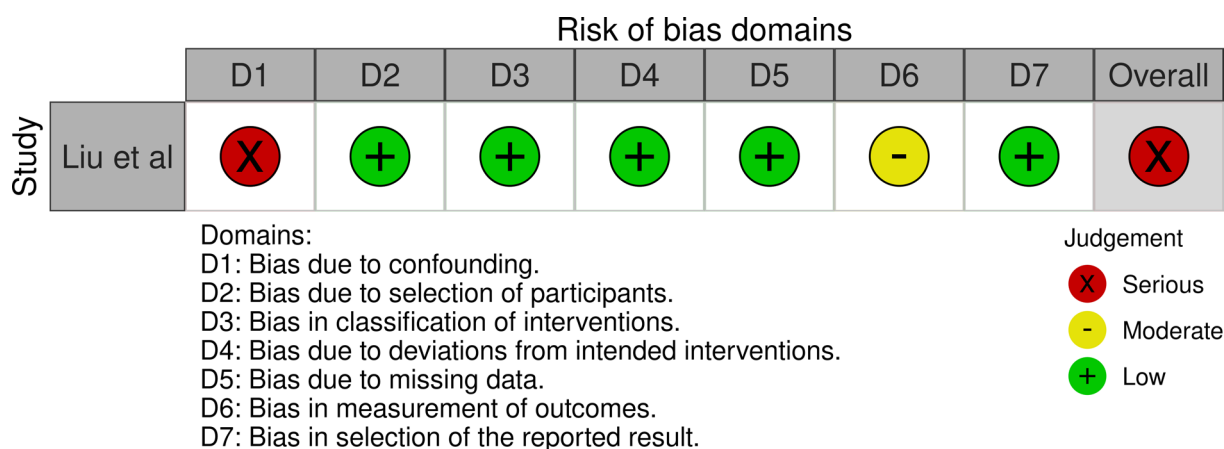 Risk of bias domains
D1 D2 D3 D4 D5 D6 D7 Overall
Study
Liu et al X + + + + - + X
Domains:
D1: Bias due to confounding.
D2: Bias due to selection of participants.
D3: Bias in classification of interventions.
D4: Bias due to deviations from intended interventions.
D5: Bias due to missing data.
D6: Bias in measurement of outcomes.
D7: Bias in selection of the reported result.
Judgement
X Serious
- Moderate
+ Low